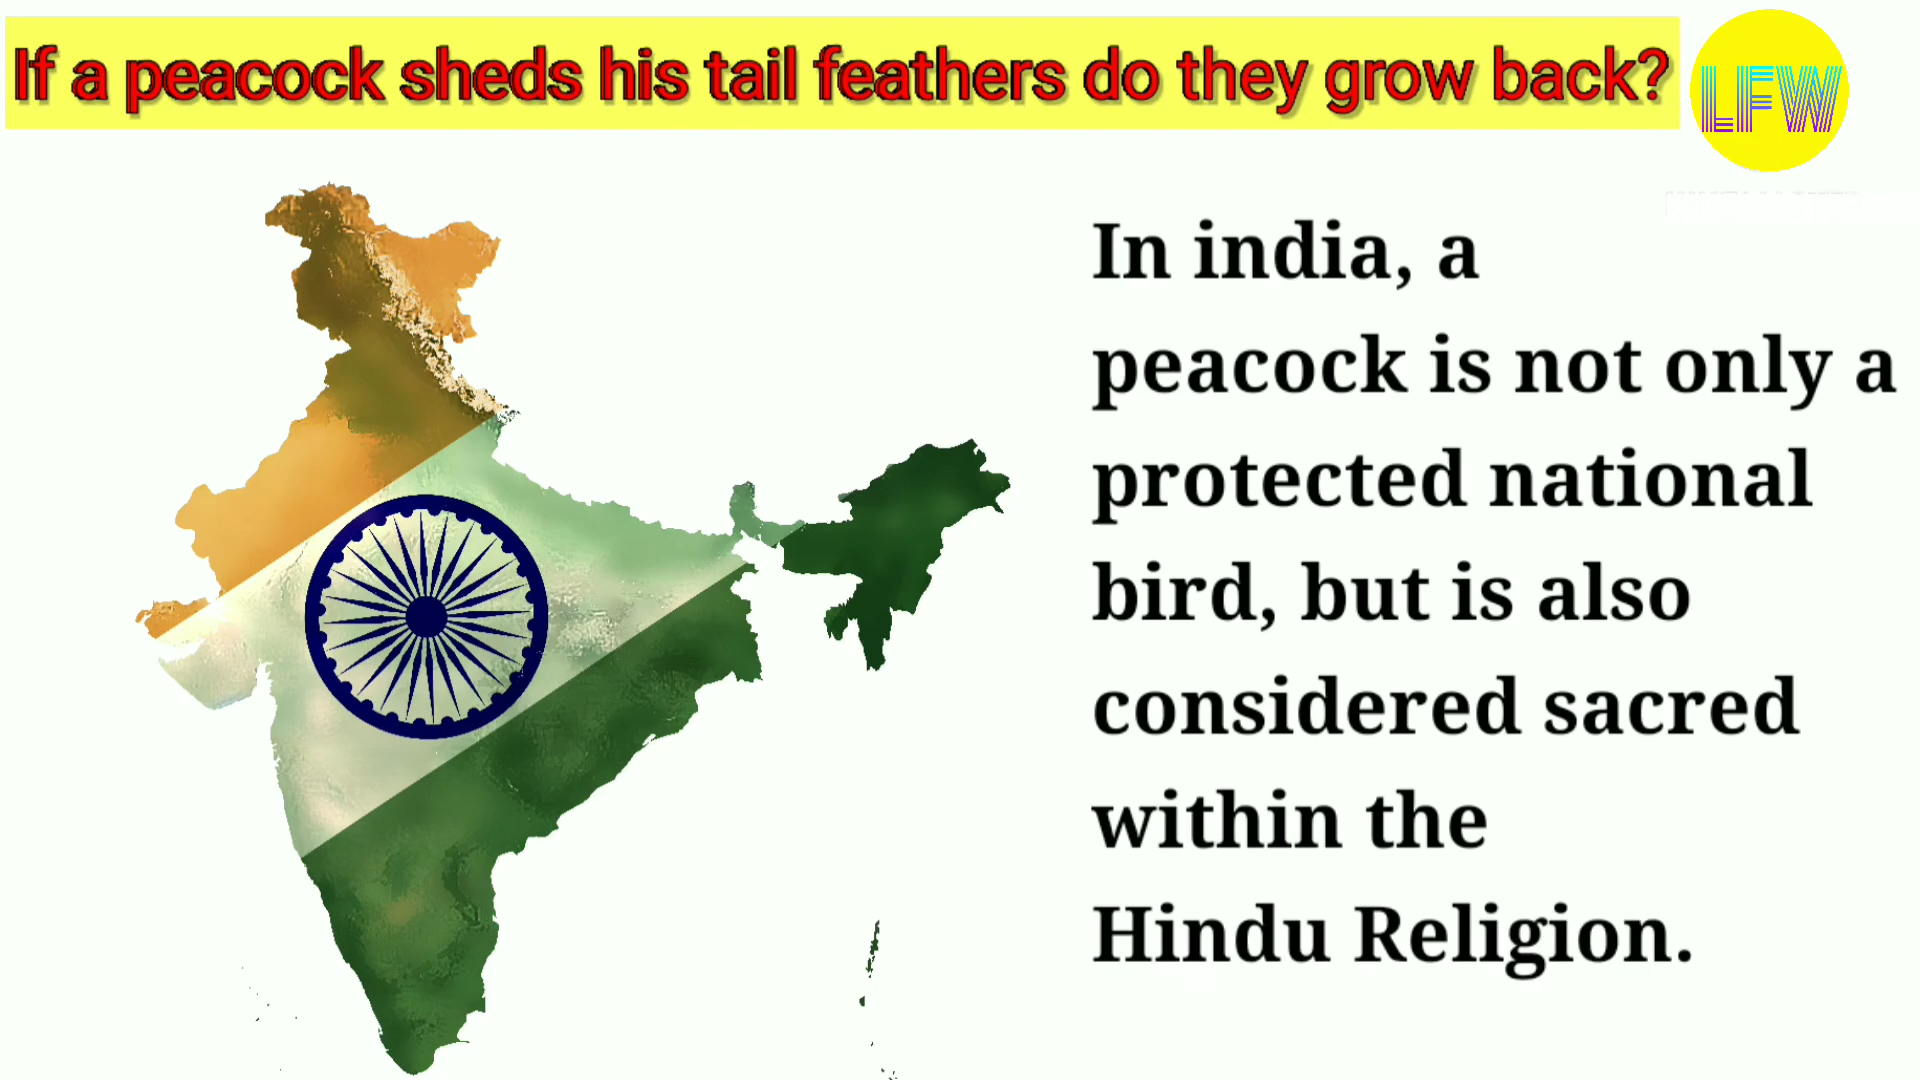 If a peacock sheds his tail feathers do they grow back?
LFW
In india, a
peacock is not only a
protected national
bird, but is also
considered sacred
within the
Hindu Religion.